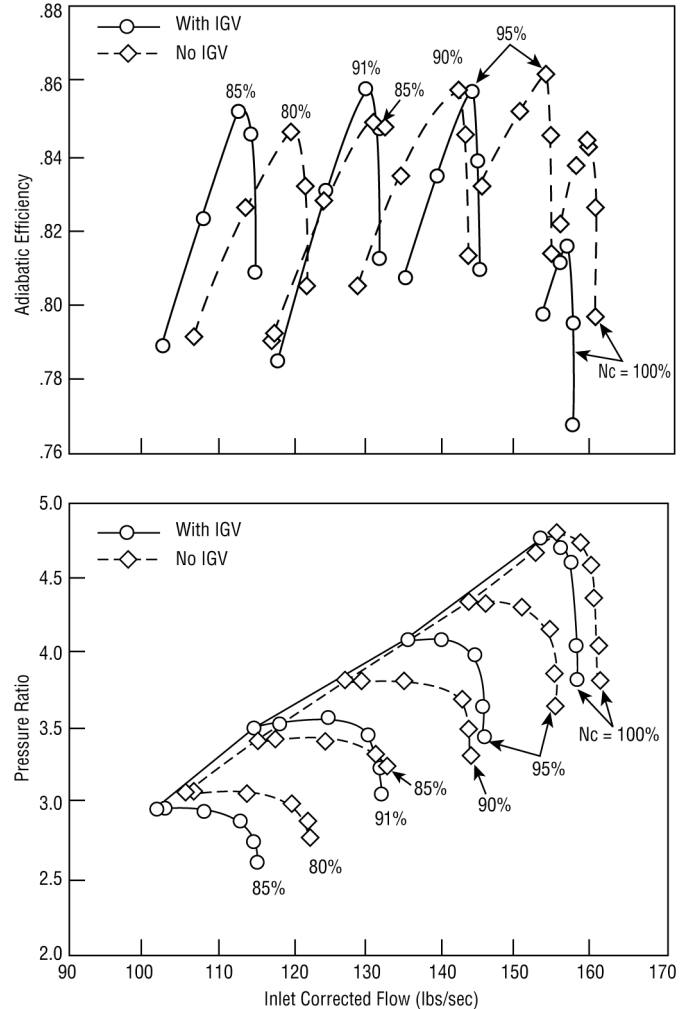 .88
With IGV
No IGV
95%
90%
91%
85%
85%
80%
.86
.84
.82
.80
.78
.76
Adiabatic Efficiency
Nc = 100%
5.0
With IGV
No IGV
4.5
4.0
3.5
3.0
2.5
2.0
Pressure Ratio
Nc = 100%
95%
85%
90%
91%
80%
85%
90 100 110 120 130 140 150 160 170
Inlet Corrected Flow (lbs/sec)